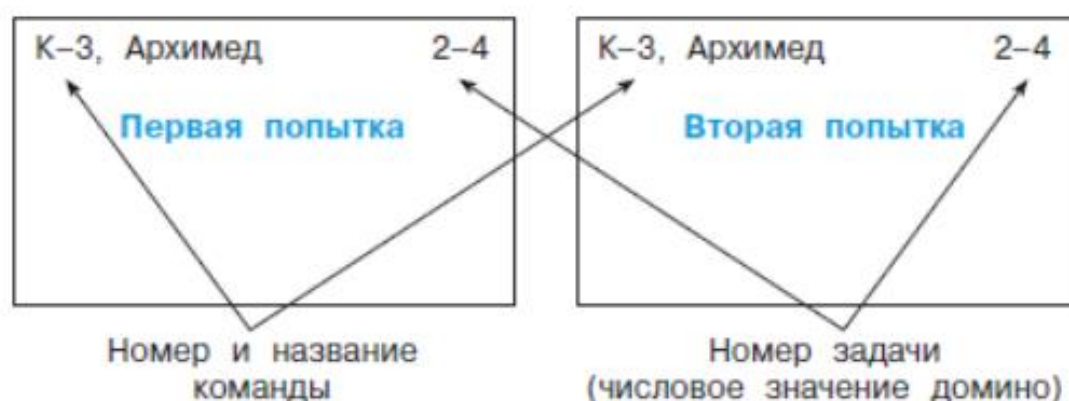 К–3, Архимед 2–4
Первая попытка
К–3, Архимед 2–4
Вторая попытка
Номер и название
команды
Номер задачи
(числовое значение домино)